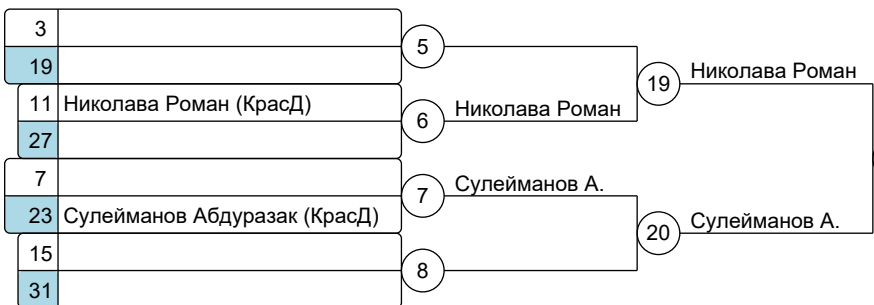 3
5
19
19 Николава Роман
11 Николава Роман (КрасД)
6 Николава Роман
27
7
7 Сулейманов А.
23 Сулейманов Абдуразак (КрасД)
20 Сулейманов А.
15
8
31